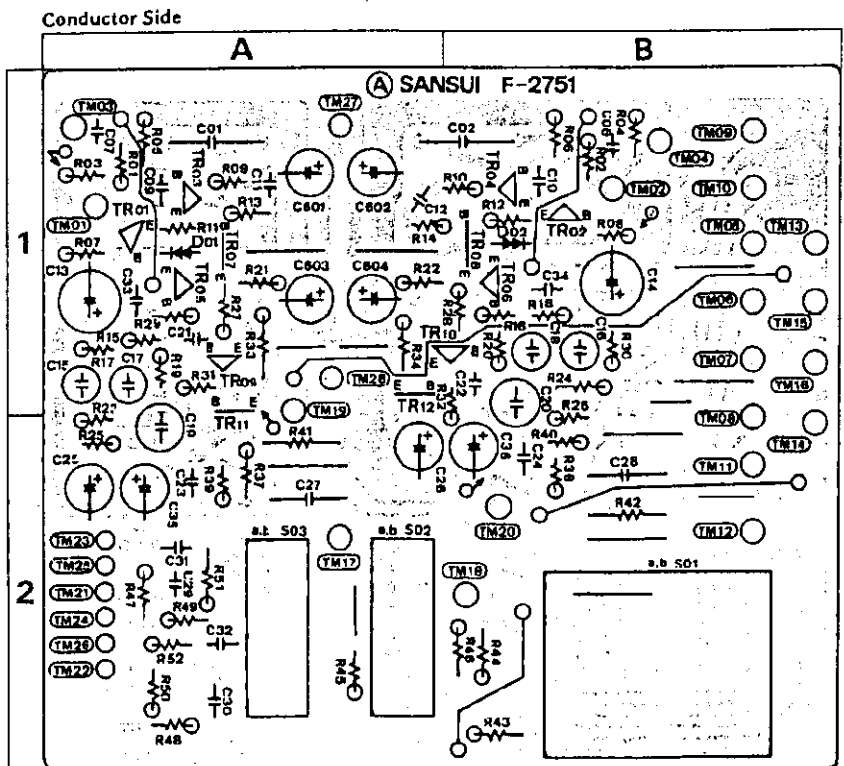 Conductor Side
A B
A SANSUI F-2751
TM03 TM27
C07 R05 C01 C02 R06 C06 R04 TM09
TM04
R03 R01 C09 TR03 R09 C11 C601 C602 R10 TR04 C10 R02 TM02 TM10
TM01 TR01 R11 R13 C12 R12 TR02 R08 TM05 TM13
1
R07 D01 TR07 R14 TR08 D02
C13 C33 TR05 R21 C603 C604 R22 TR06 C34 C14 TM06
R27 R28 R18 TM15
R15 R29 C21 R16 C18 C16 R30
R17 R19 R33 R34 TR10 TM07
C15 C17 R31 TR09 TM28 C22 R24 TM16
TR12 R32 C20
R25 C19 TR11 TM19 R26 TM08
R41 R40 TM14
C25 C23 R39 R37 C26 C36 C24 R38 C28 TM11
C35 C27 R42
TM20
TM23 S03 a.b S02 TM12
C31 TM17 a.b S01
TM21 R47 C29 R51 TM18
2
TM24 R49
TM26 R52 C32 R46 R44
TM22 R45
R50 C30
R48 R43